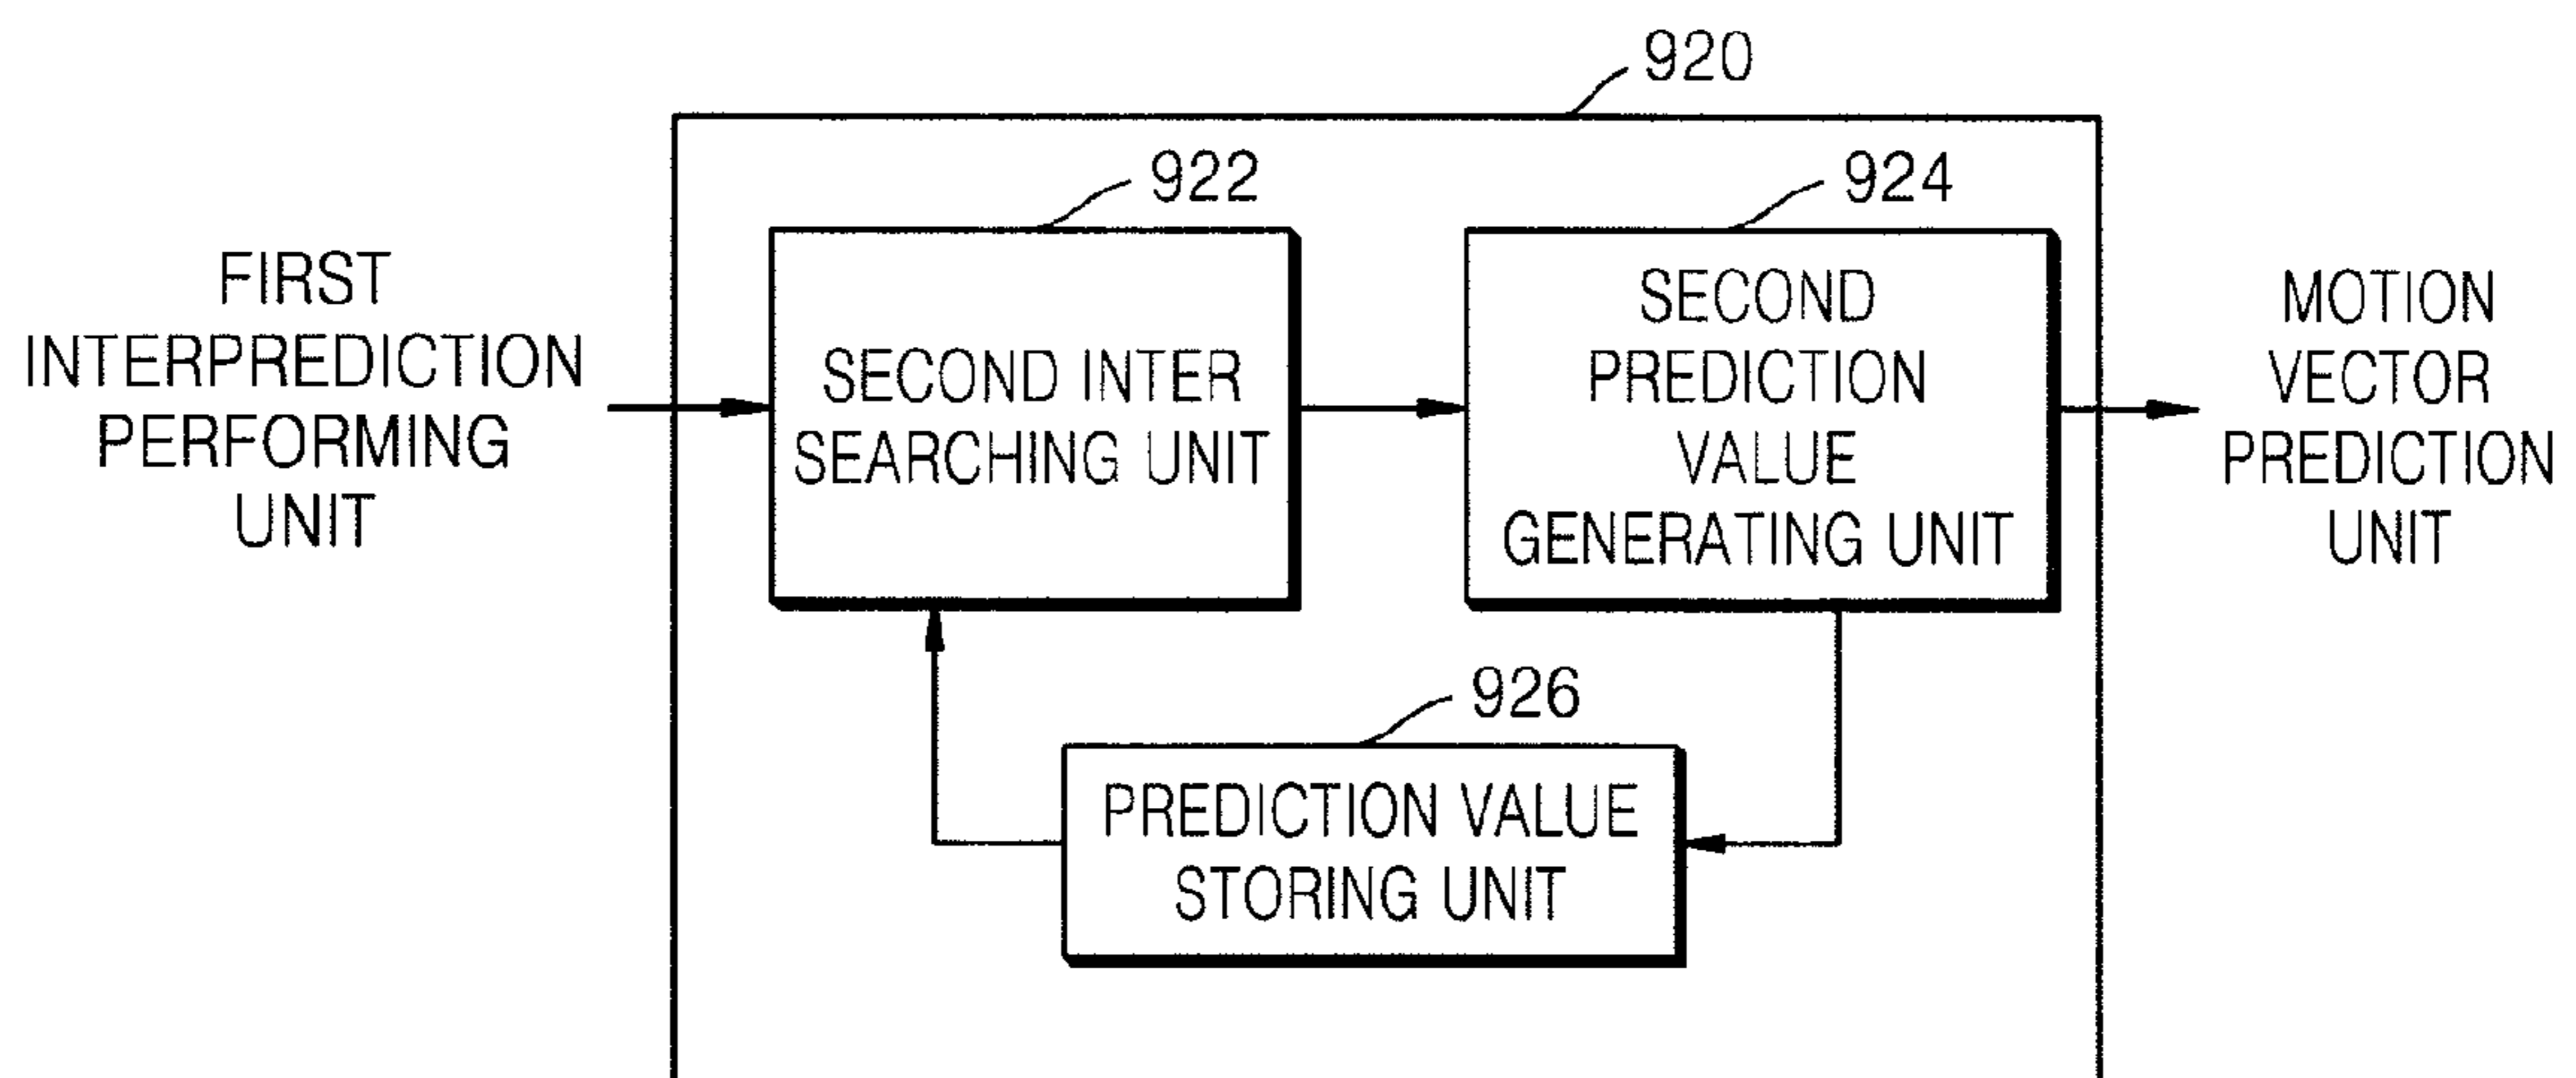 920
922
924
FIRST
INTERPREDICTION
PERFORMING
UNIT
SECOND INTER
SEARCHING UNIT
SECOND
PREDICTION
VALUE
GENERATING UNIT
MOTION
VECTOR
PREDICTION
UNIT
926
PREDICTION VALUE
STORING UNIT